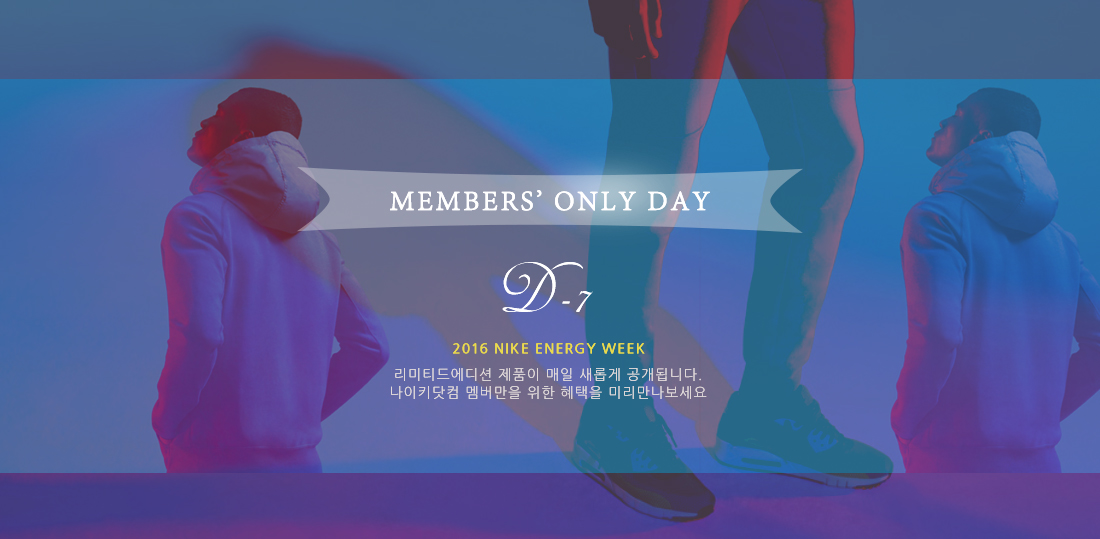 MEMBERS’ ONLY DAY
D-7
2016 NIKE ENERGY WEEK
리미티드에디션 제품이 매일 새롭게 공개됩니다.
나이키닷컴 멤버만을 위한 혜택을 미리만나보세요